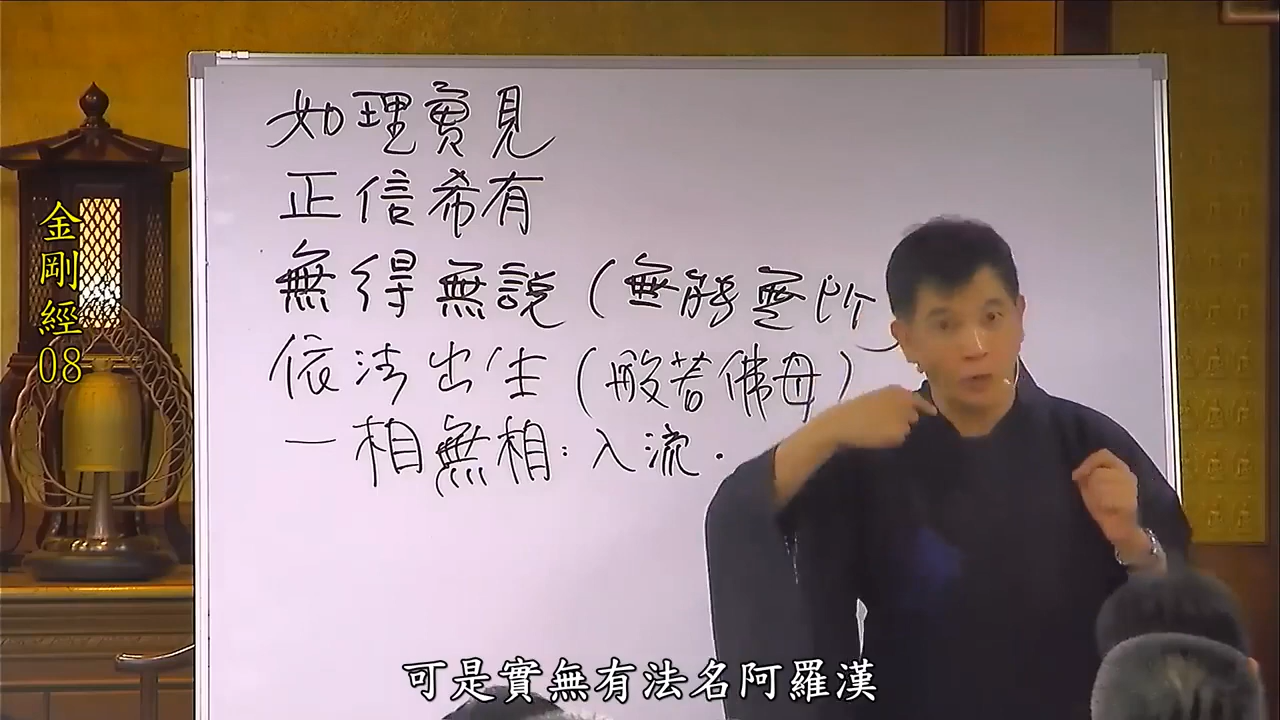 金剛經08
如理實見
正信希有
無得無說(無能無所)
依法出生(般若佛母)
一相無相:入流.
可是實無有法名阿羅漢